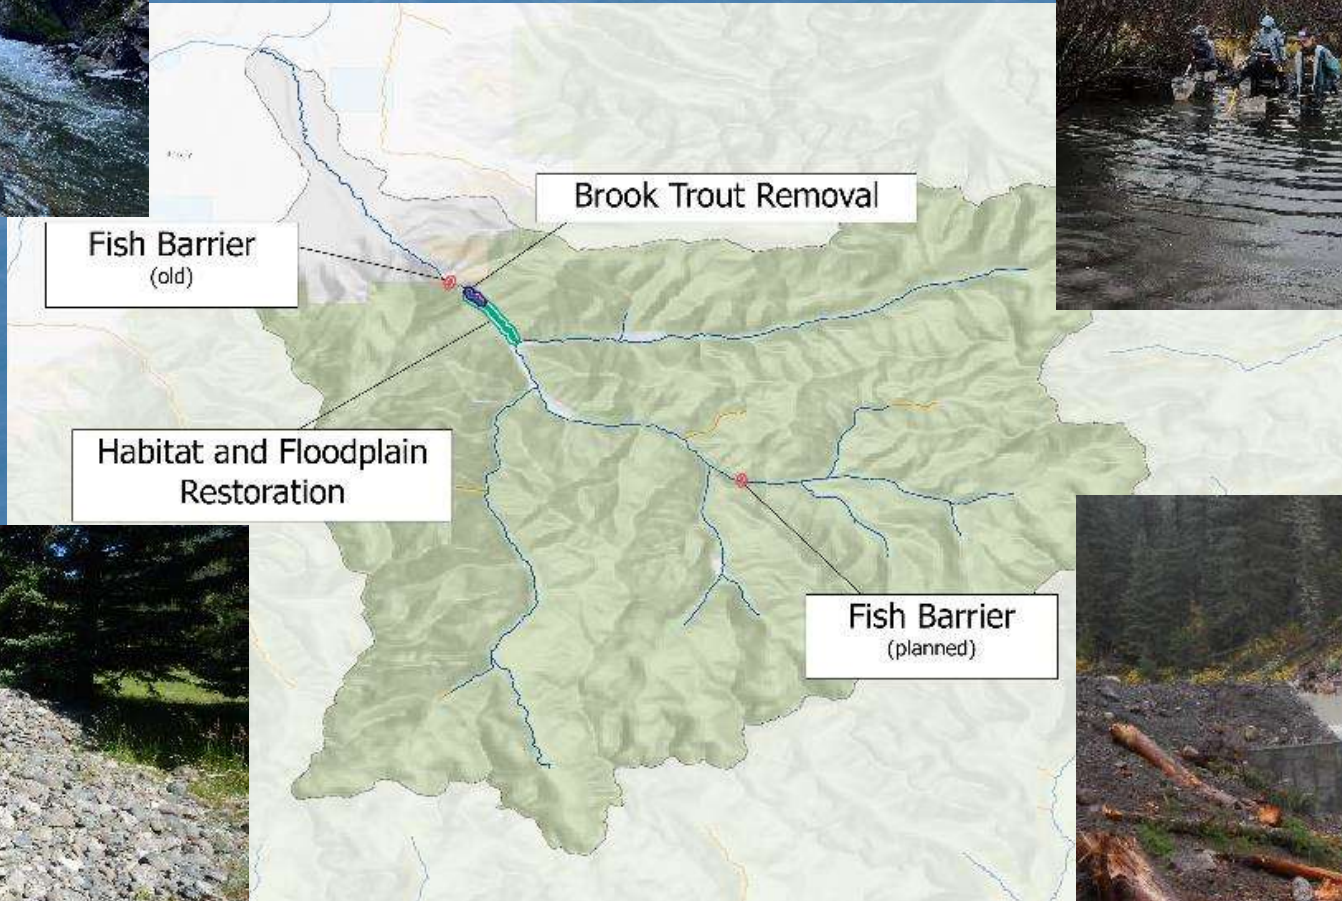 Brook Trout Removal
Fish Barrier
(old)
Habitat and Floodplain
Restoration
Fish Barrier
(planned)